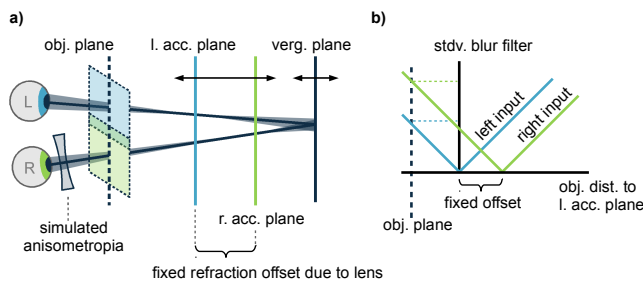 a)
obj. plane
l. acc. plane
verg. plane
L
R
r. acc. plane
simulated
anisometropia
fixed refraction offset due to lens
b)
stdv. blur filter
left input
right input
fixed offset
obj. dist. to
l. acc. plane
obj. plane